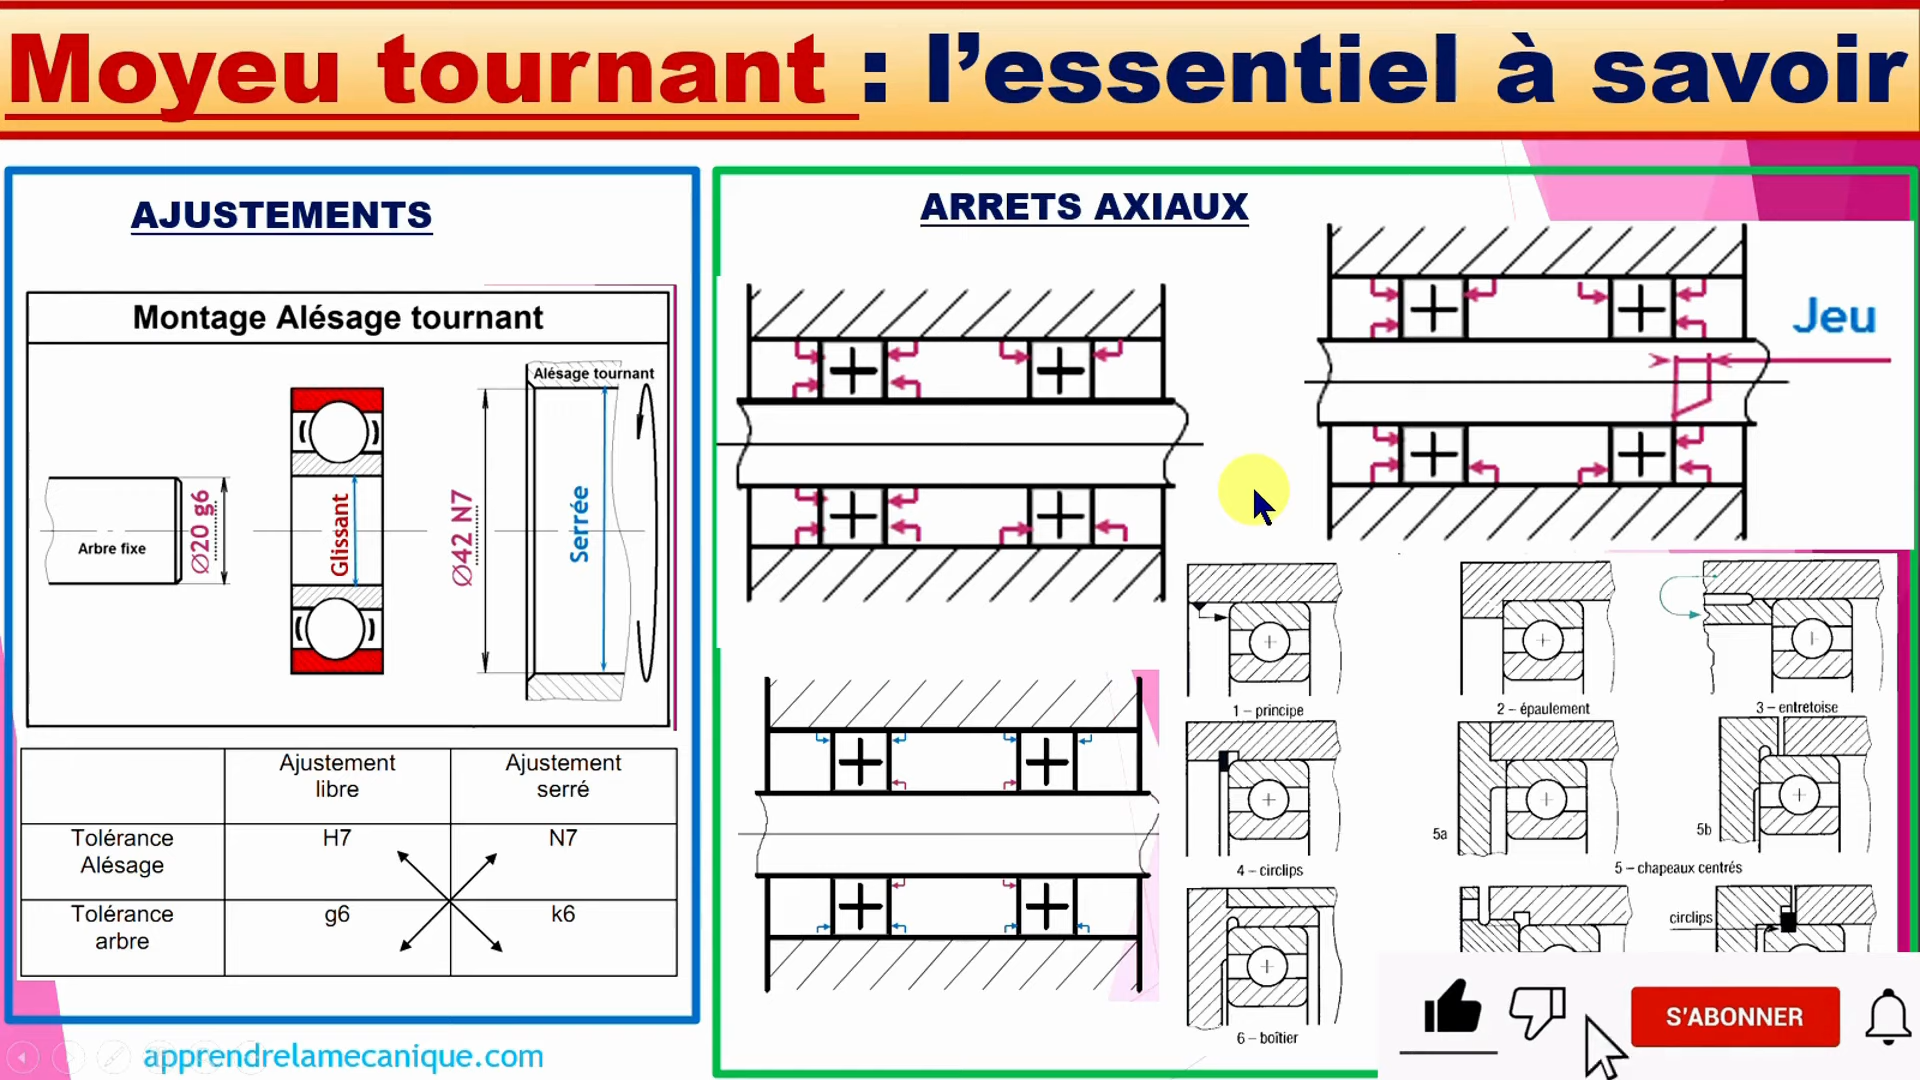 Moyeu tournant : l’essentiel à savoir
AJUSTEMENTS
Montage Alésage tournant
Alésage tournant
Arbre fixe
Ø20 g6
Glissant
Ø42 N7
Serrée
Ajustement
libre
Ajustement
serré
Tolérance
Alésage
H7
N7
Tolérance
arbre
g6
k6
apprendrelamecanique.com
ARRETS AXIAUX
Jeu
1 – principe
2 – épaulement
3 – entretoise
4 – circlips
5a
5b
5 – chapeaux centrés
6 – boîtier
circlips
S'ABONNER